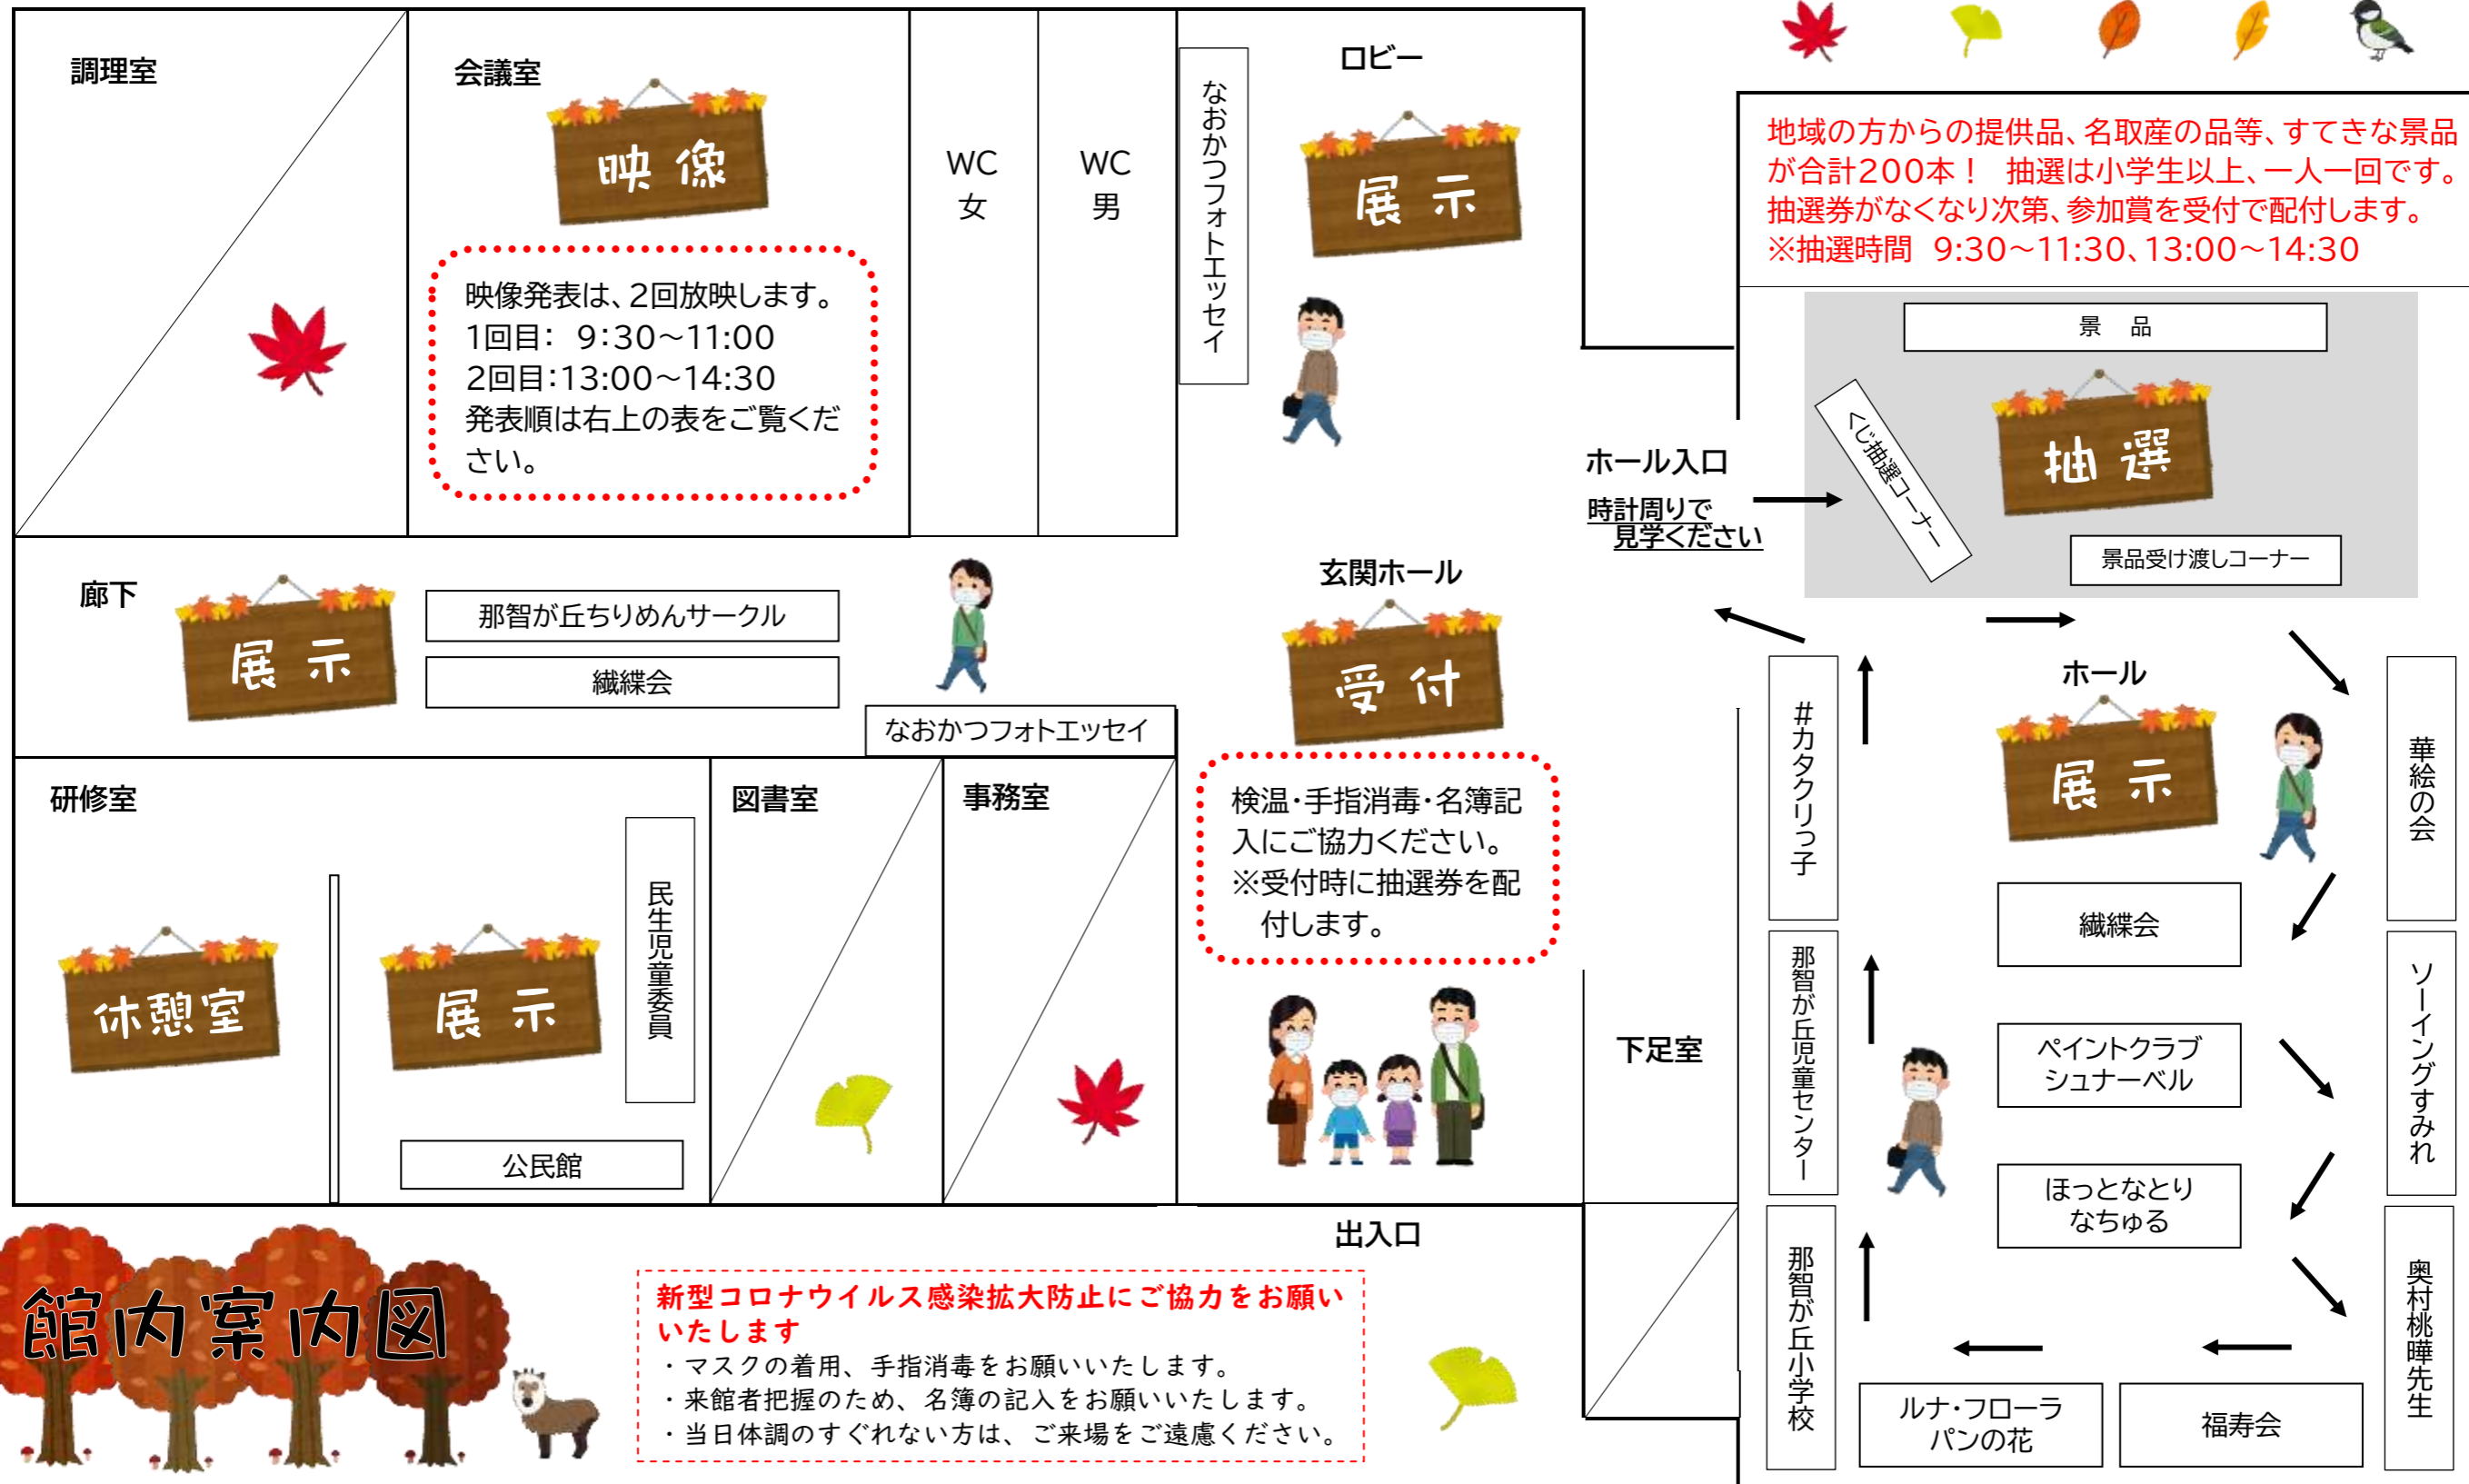 調理室
会議室
映像
映像発表は、2回放映します。
1回目： 9：30～11:00
2回目：13:00～14:30
発表順は右上の表をご覧くだ
さい。
WC
女
WC
男
なおかつフォトエッセイ
ロビー
展示
地域の方からの提供品、名取産の品等、すてきな景品
が合計200本！ 抽選は小学生以上、一人一回です。
抽選券がなくなり次第、参加賞を受付で配付します。
※抽選時間 9:30～11:30、13:00～14:30
景 品
抽選
くじ抽選コーナー
景品受け渡しコーナー
ホール入口
時計周りで
見学ください
廊下
展示
那智が丘ちりめんサークル
繊緤会
なおかつフォトエッセイ
玄関ホール
受付
検温・手指消毒・名簿記
入にご協力ください。
※受付時に抽選券を配
付します。
研修室
休憩室
展示
民生児童委員
公民館
図書室
事務室
下足室
出入口
ホール
展示
#カタクリっ子
那智が丘児童センター
那智が丘小学校
繊緤会
ペイントクラブ
シュナーベル
ほっとなとり
なちゅる
ルナ・フローラ
パンの花
福寿会
華絵の会
ソーイングすみれ
奥村桃曄先生
館内案内図
新型コロナウイルス感染拡大防止にご協力をお願い
いたします
・マスクの着用、手指消毒をお願いいたします。
・来館者把握のため、名簿の記入をお願いいたします。
・当日体調のすぐれない方は、ご来場をご遠慮ください。